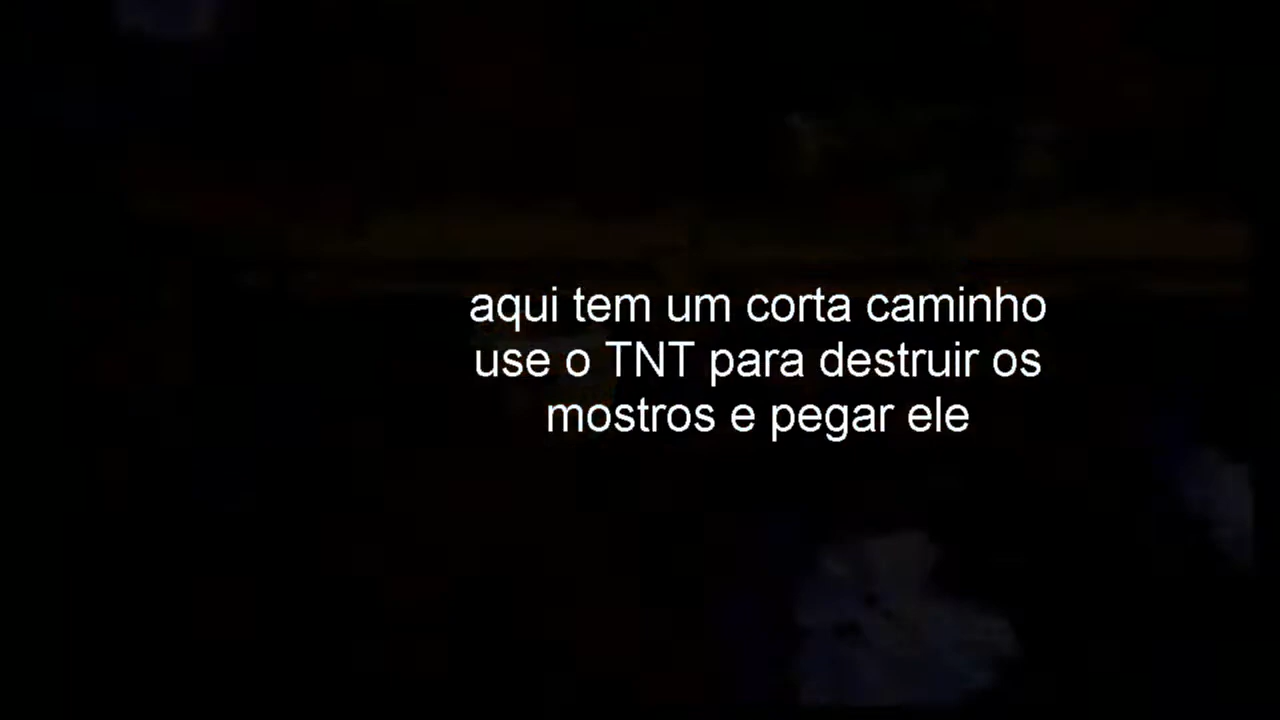 aqui tem um corta caminho
use o TNT para destruir os
mostros e pegar ele